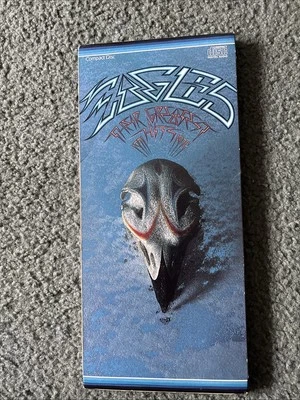 Compact Disc
EAGLES
THEIR GREATEST
HITS